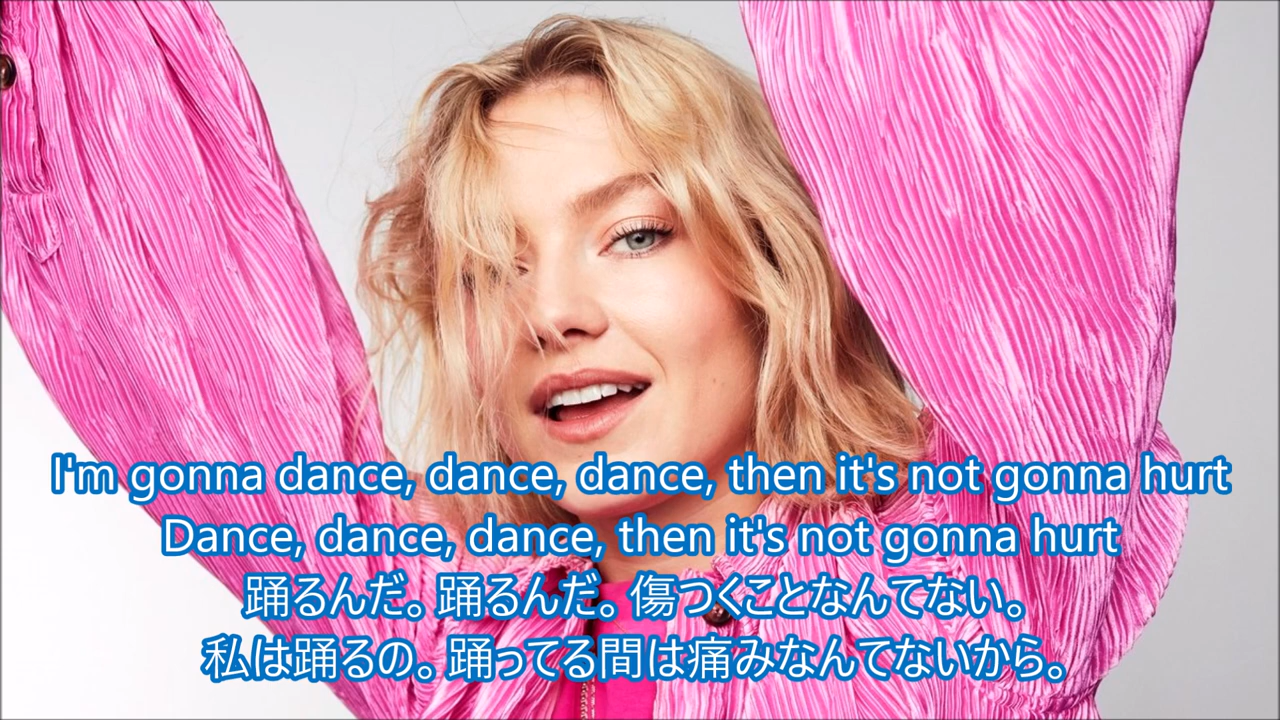 I'm gonna dance, dance, dance, then it's not gonna hurt
Dance, dance, dance, then it's not gonna hurt
踊るんだ。踊るんだ。傷つくことなんてない。
私は踊るの。踊ってる間は痛みなんてないから。